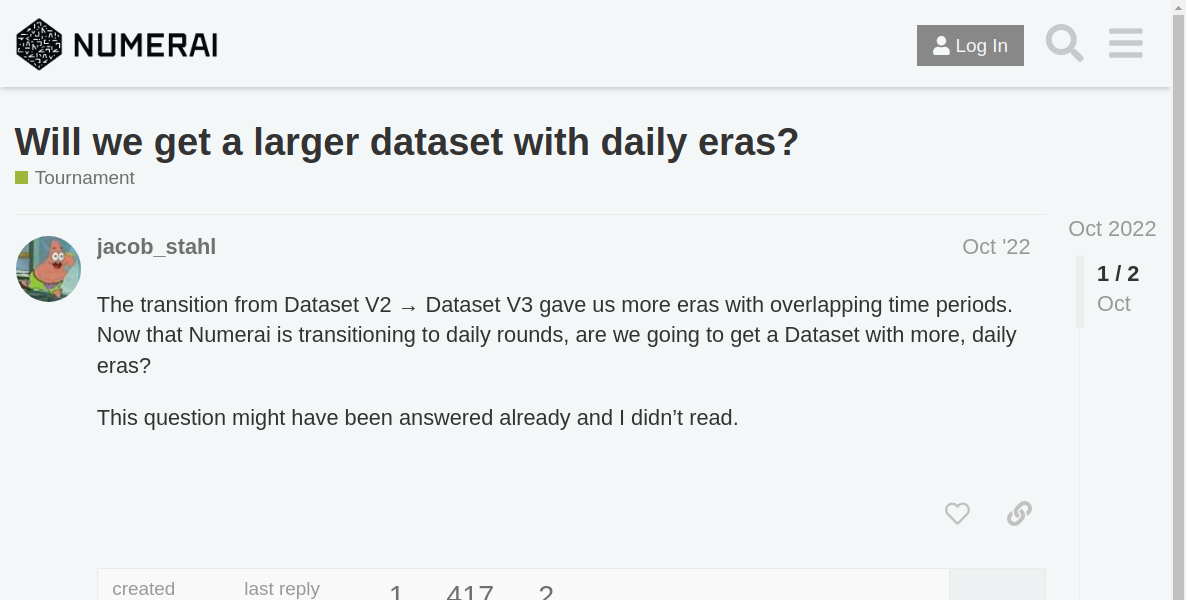 NUMERAI
Log In
Will we get a larger dataset with daily eras?
Tournament
jacob_stahl
Oct '22
Oct 2022
1 / 2
Oct
The transition from Dataset V2 → Dataset V3 gave us more eras with overlapping time periods.
Now that Numerai is transitioning to daily rounds, are we going to get a Dataset with more, daily
eras?
This question might have been answered already and I didn’t read.
created
last reply
1
417
2